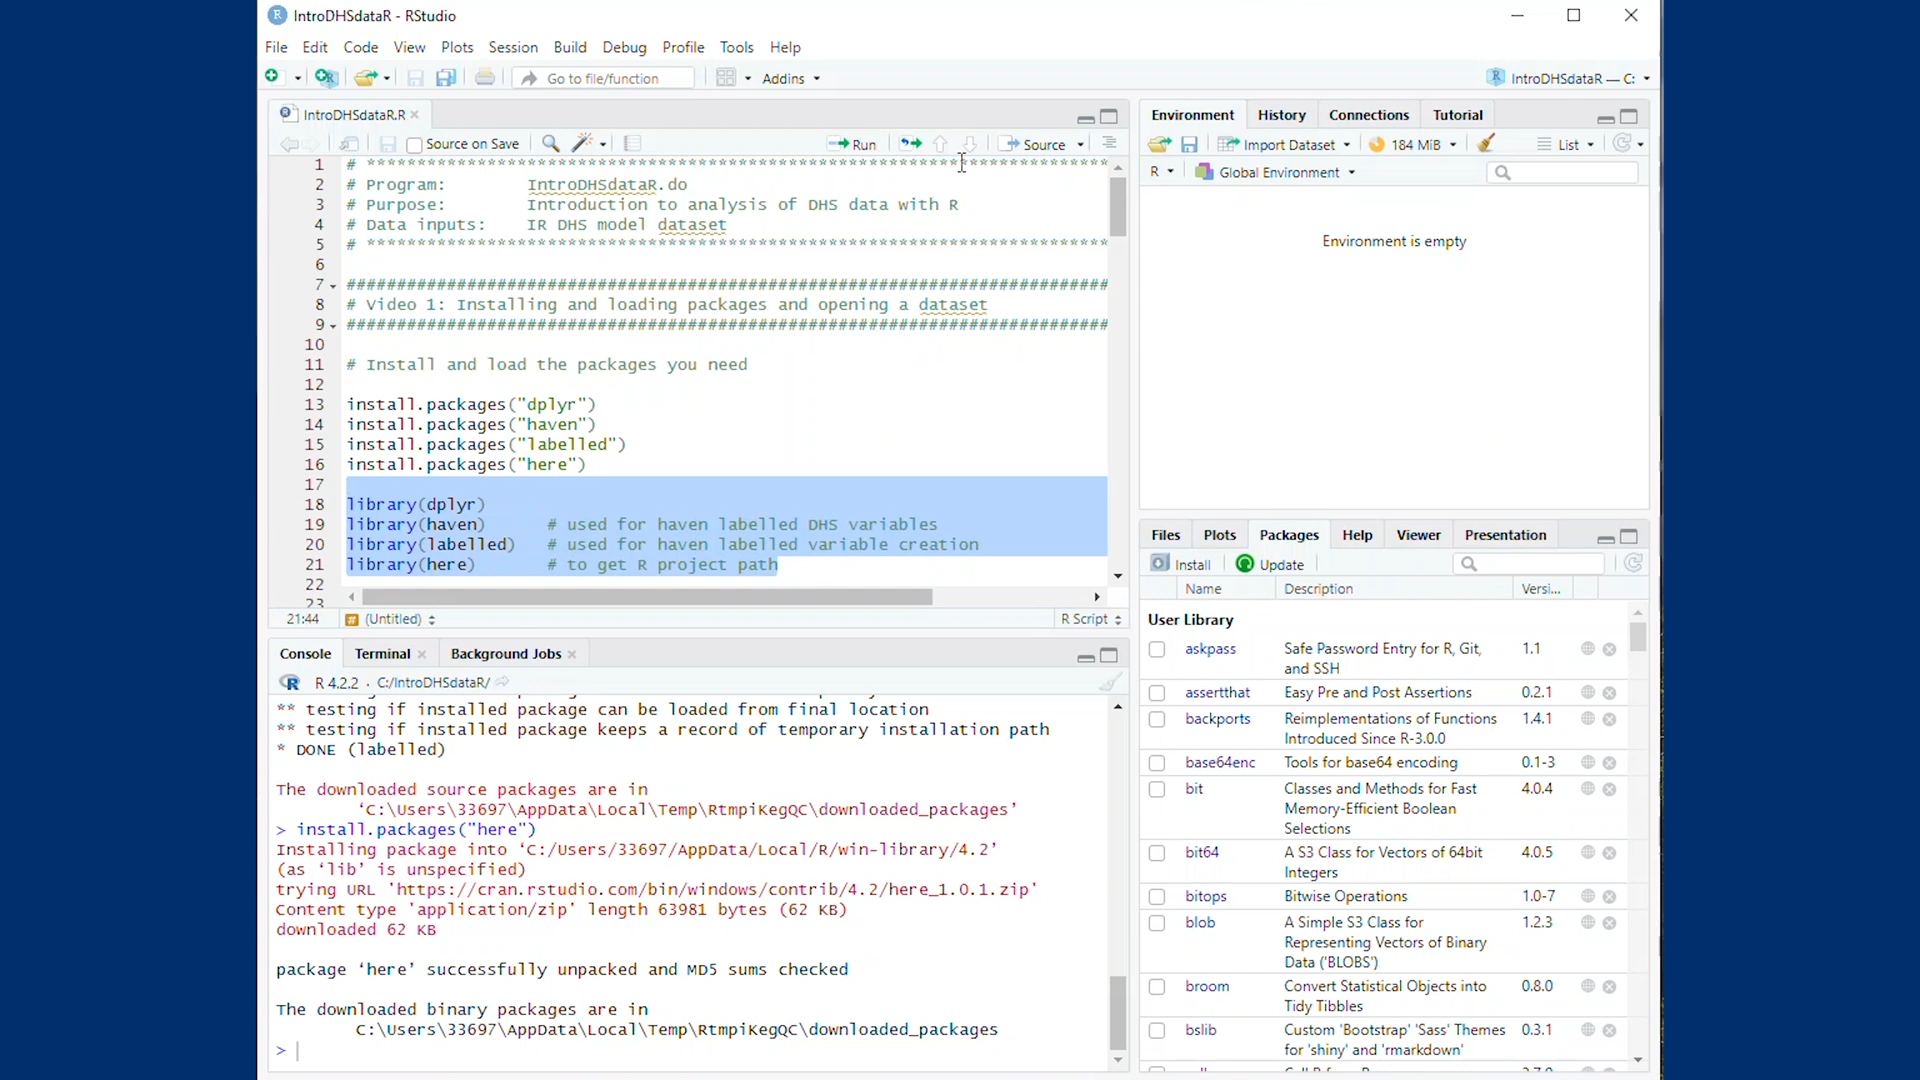 IntroDHSdataR - RStudio
File Edit Code View Plots Session Build Debug Profile Tools Help
Go to file/function Addins IntroDHSdataR — C:
IntroDHSdataR.R
Source on Save Run Source
1 # **************************************************************************
2 # Program: IntroDHSdataR.do
3 # Purpose: Introduction to analysis of DHS data with R
4 # Data inputs: IR DHS model dataset
5 # **************************************************************************
6
7 ############################################################################
8 # Video 1: Installing and loading packages and opening a dataset
9 ############################################################################
10
11 # Install and load the packages you need
12
13 install.packages("dplyr")
14 install.packages("haven")
15 install.packages("labelled")
16 install.packages("here")
17
18 library(dplyr)
19 library(haven) # used for haven labelled DHS variables
20 library(labelled) # used for haven labelled variable creation
21 library(here) # to get R project path
22
23
21:44 (Untitled) R Script
Console Terminal Background Jobs
R 4.2.2 · C:/IntroDHSdataR/
** testing if installed package can be loaded from final location
** testing if installed package keeps a record of temporary installation path
* DONE (labelled)
The downloaded source packages are in
‘C:\Users\33697\AppData\Local\Temp\RtmpiKegQC\downloaded_packages’
> install.packages("here")
Installing package into ‘C:/Users/33697/AppData/Local/R/win-library/4.2’
(as ‘lib’ is unspecified)
trying URL 'https://cran.rstudio.com/bin/windows/contrib/4.2/here_1.0.1.zip'
Content type 'application/zip' length 63981 bytes (62 KB)
downloaded 62 KB
package ‘here’ successfully unpacked and MD5 sums checked
The downloaded binary packages are in
C:\Users\33697\AppData\Local\Temp\RtmpiKegQC\downloaded_packages
>
Environment History Connections Tutorial
Import Dataset 184 MiB List
R Global Environment
Environment is empty
Files Plots Packages Help Viewer Presentation
Install Update
Name Description Versi...
User Library
askpass Safe Password Entry for R, Git, 1.1
and SSH
assertthat Easy Pre and Post Assertions 0.2.1
backports Reimplementations of Functions 1.4.1
Introduced Since R-3.0.0
base64enc Tools for base64 encoding 0.1-3
bit Classes and Methods for Fast 4.0.4
Memory-Efficient Boolean
Selections
bit64 A S3 Class for Vectors of 64bit 4.0.5
Integers
bitops Bitwise Operations 1.0-7
blob A Simple S3 Class for 1.2.3
Representing Vectors of Binary
Data ('BLOBS')
broom Convert Statistical Objects into 0.8.0
Tidy Tibbles
bslib Custom 'Bootstrap' 'Sass' Themes 0.3.1
for 'shiny' and 'rmarkdown'